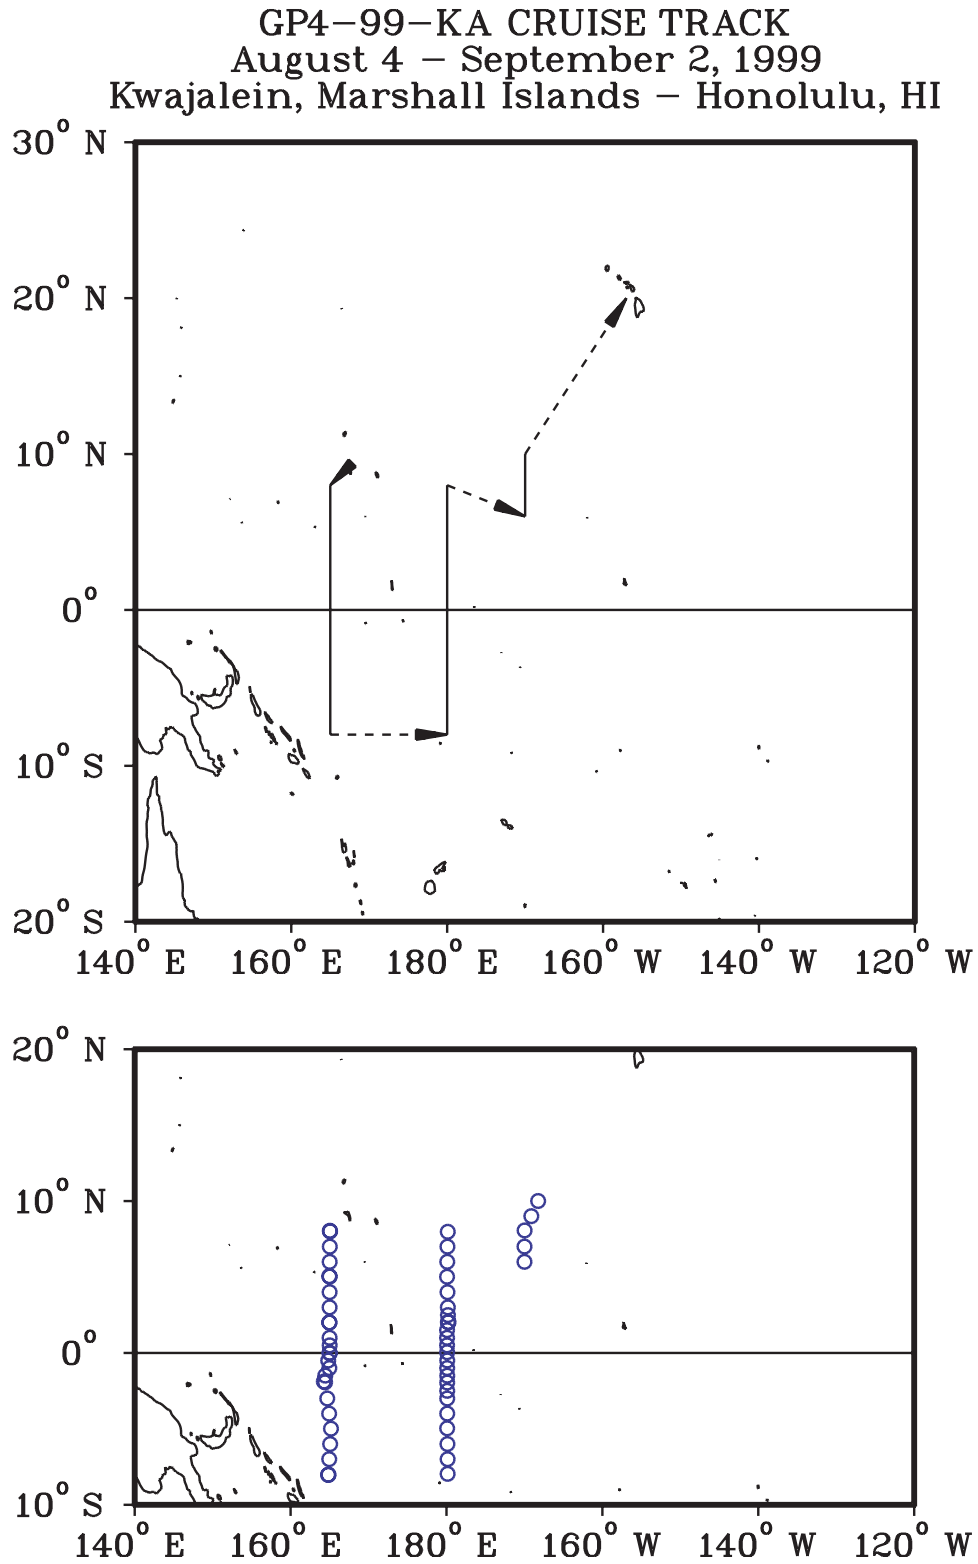 GP4-99-KA CRUISE TRACK
August 4 - September 2, 1999
Kwajalein, Marshall Islands - Honolulu, HI
30° N
20° N
10° N
0°
10° S
20° S
140° E 160° E 180° E 160° W 140° W 120° W
20° N
10° N
0°
10° S
140° E 160° E 180° E 160° W 140° W 120° W